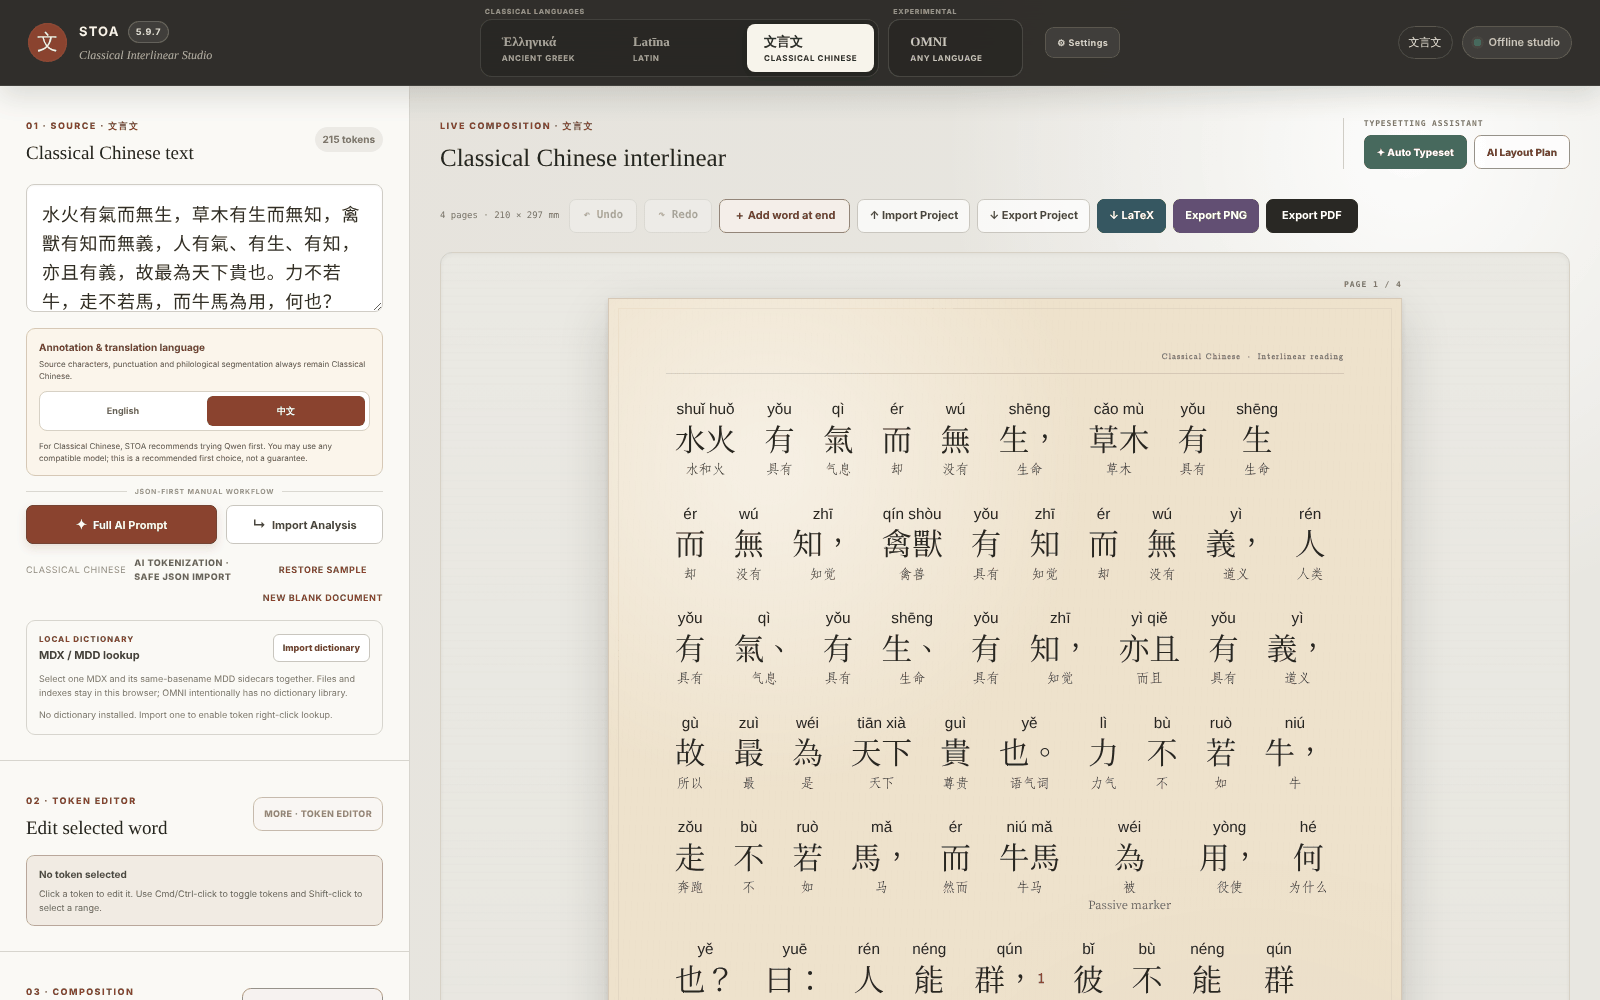 文
STOA 5.9.7
Classical Interlinear Studio
CLASSICAL LANGUAGES
Ἑλληνικά
ANCIENT GREEK
Latīna
LATIN
文言文
CLASSICAL CHINESE
EXPERIMENTAL
OMNI
ANY LANGUAGE
⚙ Settings
文言文
Offline studio
01 · SOURCE · 文言文
Classical Chinese text
215 tokens
水火有氣而無生，草木有生而無知，禽
獸有知而無義，人有氣、有生、有知，
亦且有義，故最為天下貴也。力不若
牛，走不若馬，而牛馬為用，何也？
Annotation & translation language
Source characters, punctuation and philological segmentation always remain Classical
Chinese.
English
中文
For Classical Chinese, STOA recommends trying Qwen first. You may use any
compatible model; this is a recommended first choice, not a guarantee.
JSON-FIRST MANUAL WORKFLOW
✦ Full AI Prompt
↳ Import Analysis
CLASSICAL CHINESE
AI TOKENIZATION ·
SAFE JSON IMPORT
RESTORE SAMPLE
NEW BLANK DOCUMENT
LOCAL DICTIONARY
MDX / MDD lookup
Import dictionary
Select one MDX and its same-basename MDD sidecars together. Files and
indexes stay in this browser; OMNI intentionally has no dictionary library.
No dictionary installed. Import one to enable token right-click lookup.
02 · TOKEN EDITOR
Edit selected word
MORE · TOKEN EDITOR
No token selected
Click a token to edit it. Use Cmd/Ctrl-click to toggle tokens and Shift-click to
select a range.
03 · COMPOSITION
LIVE COMPOSITION · 文言文
Classical Chinese interlinear
TYPESETTING ASSISTANT
✦ Auto Typeset
AI Layout Plan
4 pages · 210 × 297 mm
↶ Undo
↷ Redo
+ Add word at end
↑ Import Project
↓ Export Project
↓ LaTeX
Export PNG
Export PDF
PAGE 1 / 4
Classical Chinese · Interlinear reading
shuǐ huǒ yǒu qì ér wú shēng cǎo mù yǒu shēng
水火 有 氣 而 無 生， 草木 有 生
水和火 具有 气息 却 没有 生命 草木 具有 生命
ér wú zhī qín shòu yǒu zhī ér wú yì rén
而 無 知， 禽獸 有 知 而 無 義， 人
却 没有 知觉 禽兽 具有 知觉 却 没有 道义 人类
yǒu qì yǒu shēng yǒu zhī yì qiě yǒu yì
有 氣、 有 生、 有 知， 亦且 有 義，
具有 气息 具有 生命 具有 知觉 而且 具有 道义
gù zuì wéi tiān xià guì yě lì bù ruò niú
故 最 為 天下 貴 也。 力 不 若 牛，
所以 最 是 天下 尊贵 语气词 力气 不 如 牛
zǒu bù ruò mǎ ér niú mǎ wéi yòng hé
走 不 若 馬， 而 牛馬 為 用， 何
奔跑 不 如 马 然而 牛马 被 役使 为什么
Passive marker
yě yuē rén néng qún bǐ bù néng qún
也？ 曰： 人 能 群， 1 彼 不 能 群